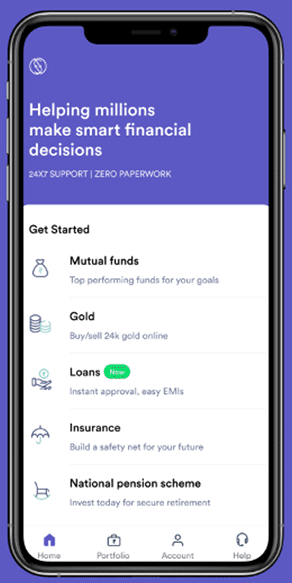 Helping millions
make smart financial
decisions
24X7 SUPPORT | ZERO PAPERWORK
Get Started
Mutual funds
Top performing funds for your goals
Gold
Buy/sell 24k gold online
Loans New
Instant approval, easy EMIs
Insurance
Build a safety net for your future
National pension scheme
Invest today for secure retirement
Home Portfolio Account Help